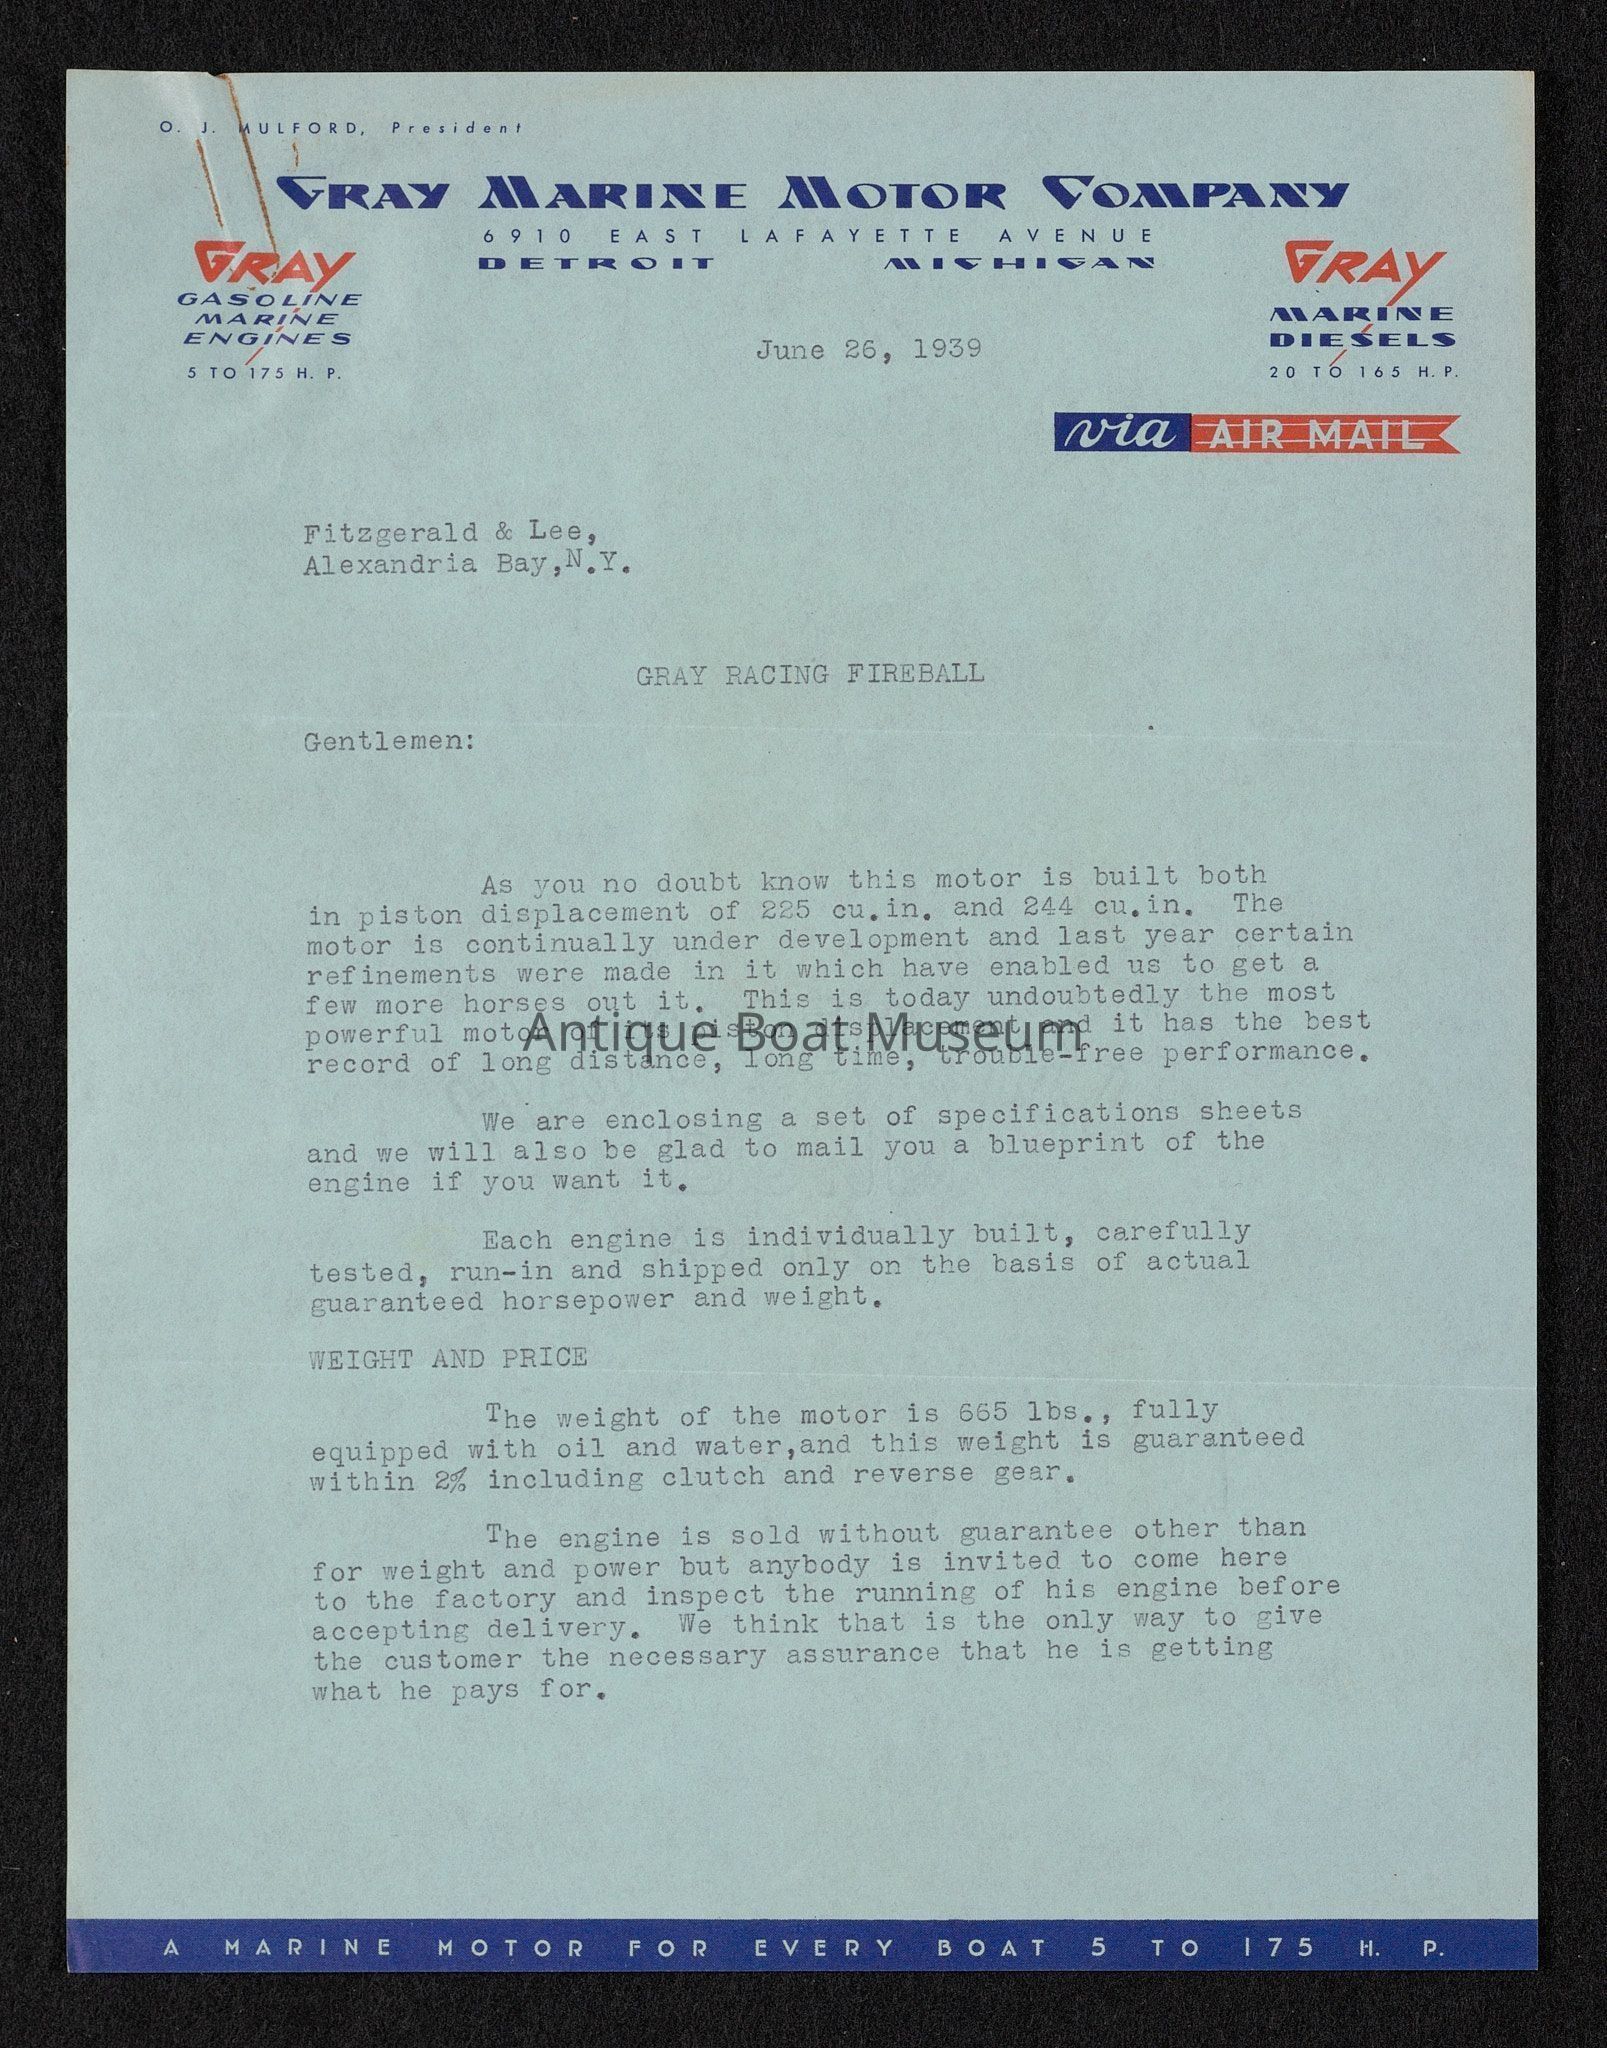 O. J. MULFORD, President
GRAY MARINE MOTOR COMPANY
6910 EAST LAFAYETTE AVENUE
DETROIT MICHIGAN
GRAY
GASOLINE
MARINE
ENGINES
5 TO 175 H. P.
GRAY
MARINE
DIESELS
20 TO 165 H. P.
June 26, 1939
via AIR MAIL
Fitzgerald & Lee,
Alexandria Bay,N.Y.
GRAY RACING FIREBALL
Gentlemen:
As you no doubt know this motor is built both
in piston displacement of 225 cu.in. and 244 cu.in. The
motor is continually under development and last year certain
refinements were made in it which have enabled us to get a
few more horses out it. This is today undoubtedly the most
powerful motor of its piston displacement and it has the best
Antique Boat Museum
record of long distance, long time, trouble-free performance.
We are enclosing a set of specifications sheets
and we will also be glad to mail you a blueprint of the
engine if you want it.
Each engine is individually built, carefully
tested, run-in and shipped only on the basis of actual
guaranteed horsepower and weight.
WEIGHT AND PRICE
The weight of the motor is 665 lbs., fully
equipped with oil and water,and this weight is guaranteed
within 2% including clutch and reverse gear.
The engine is sold without guarantee other than
for weight and power but anybody is invited to come here
to the factory and inspect the running of his engine before
accepting delivery. We think that is the only way to give
the customer the necessary assurance that he is getting
what he pays for.
A MARINE MOTOR FOR EVERY BOAT 5 TO 175 H. P.